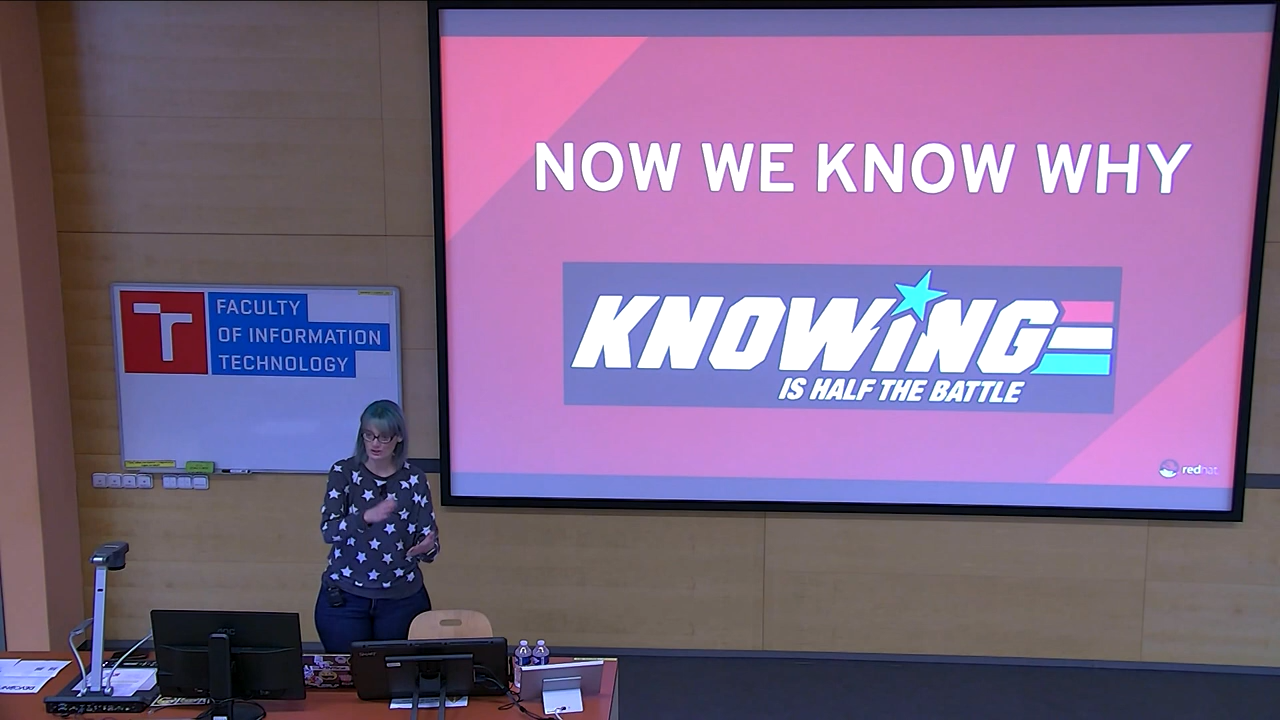 NOW WE KNOW WHY
KNOWiNG
IS HALF THE BATTLE
redhat.
FACULTY
OF INFORMATION
TECHNOLOGY